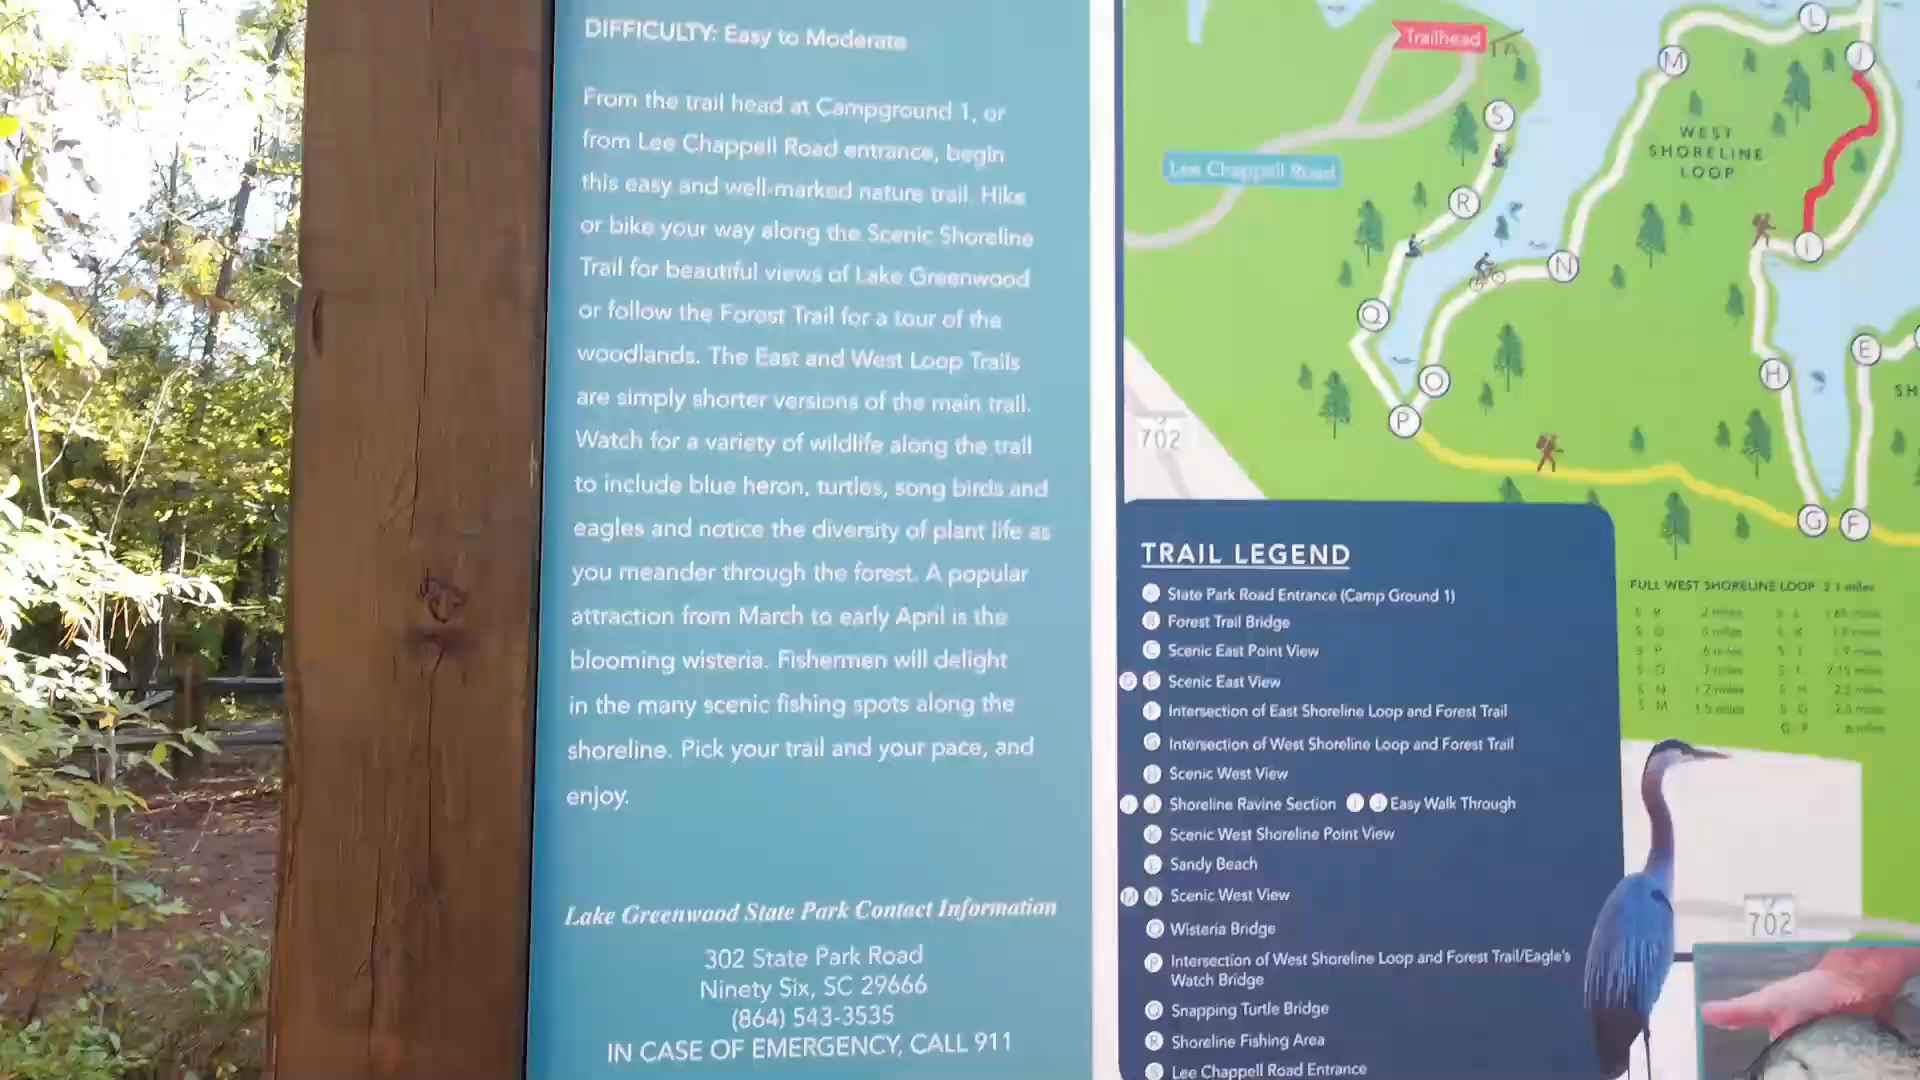 DIFFICULTY: Easy to Moderate
From the trail head at Campground 1, or
from Lee Chappell Road entrance, begin
this easy and well-marked nature trail. Hike
or bike your way along the Scenic Shoreline
Trail for beautiful views of Lake Greenwood
or follow the Forest Trail for a tour of the
woodlands. The East and West Loop Trails
are simply shorter versions of the main trail.
Watch for a variety of wildlife along the trail
to include blue heron, turtles, song birds and
eagles and notice the diversity of plant life as
you meander through the forest. A popular
attraction from March to early April is the
blooming wisteria. Fishermen will delight
in the many scenic fishing spots along the
shoreline. Pick your trail and your pace, and
enjoy.
Lake Greenwood State Park Contact Information
302 State Park Road
Ninety Six, SC 29666
(864) 543-3535
IN CASE OF EMERGENCY, CALL 911
Trailhead
Lee Chappell Road
WEST
SHORELINE
LOOP
L
J
M
S
R
I
N
Q
E
H
O
P
G
F
SH
702
TRAIL LEGEND
State Park Road Entrance (Camp Ground 1)
B Forest Trail Bridge
C Scenic East Point View
D E Scenic East View
F Intersection of East Shoreline Loop and Forest Trail
G Intersection of West Shoreline Loop and Forest Trail
H Scenic West View
I J Shoreline Ravine Section I J Easy Walk Through
K Scenic West Shoreline Point View
L Sandy Beach
M N Scenic West View
O Wisteria Bridge
P Intersection of West Shoreline Loop and Forest Trail/Eagle's
Watch Bridge
Q Snapping Turtle Bridge
R Shoreline Fishing Area
S Lee Chappell Road Entrance
FULL WEST SHORELINE LOOP
702